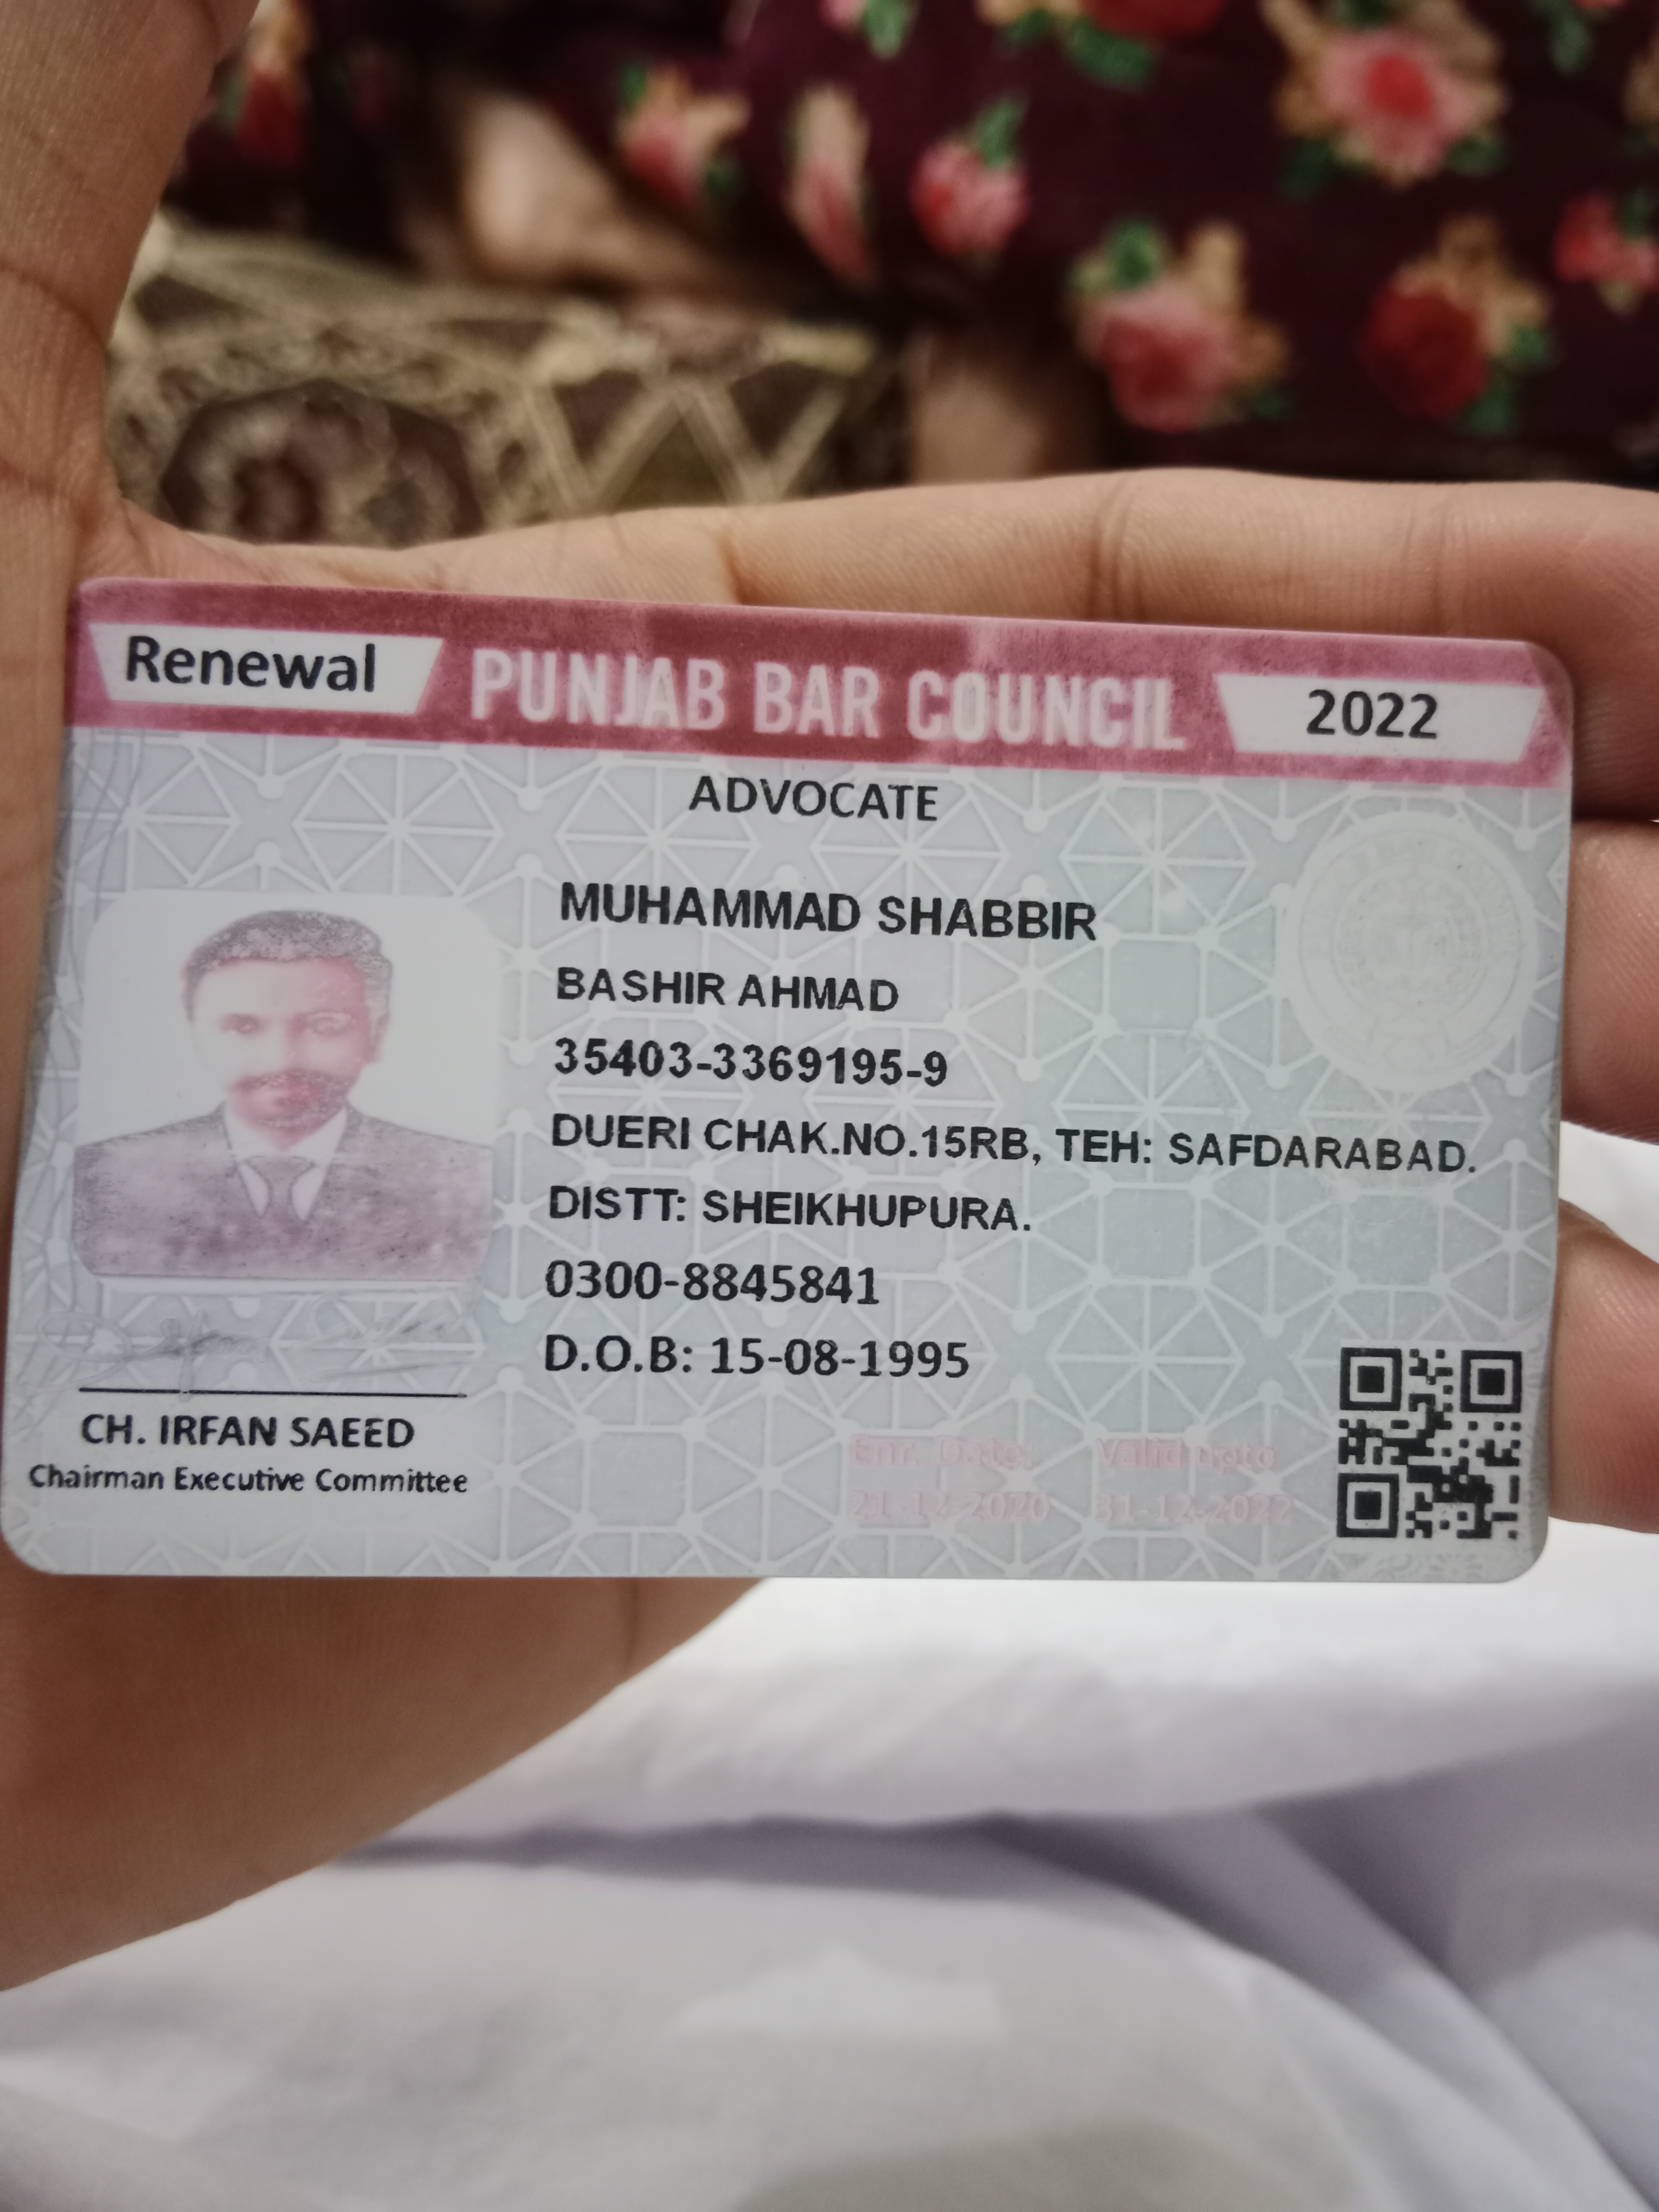 Renewal PUNJAB BAR COUNCIL 2022
ADVOCATE
MUHAMMAD SHABBIR
BASHIR AHMAD
35403-3369195-9
DUERI CHAK.NO.15RB, TEH: SAFDARABAD.
DISTT: SHEIKHUPURA.
0300-8845841
D.O.B: 15-08-1995
CH. IRFAN SAEED
Chairman Executive Committee
Enr. Date: Valid upto
21-12-2020 31-12-2022